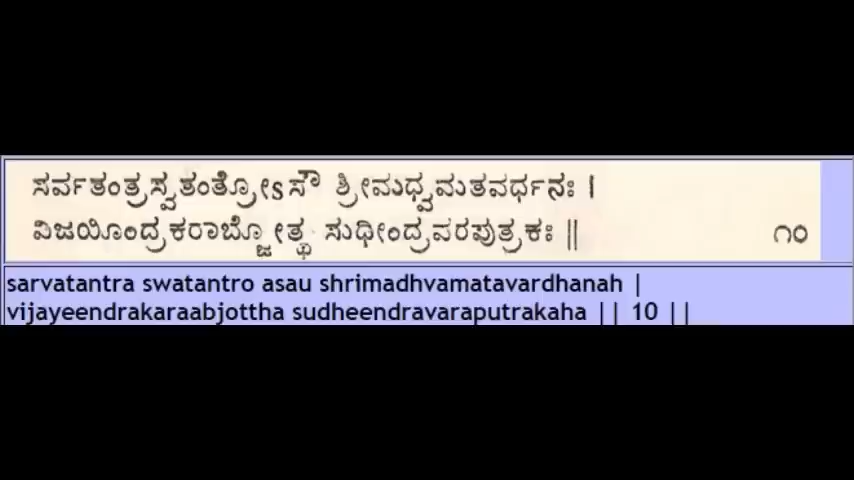 ಸರ್ವತಂತ್ರಸ್ವತಂತ್ರೋಽಸೌ ಶ್ರೀಮಧ್ವಮತವರ್ಧನಃ ।
ವಿಜಯೀಂದ್ರಕರಾಬ್ಜೋತ್ಥ ಸುಧೀಂದ್ರವರಪುತ್ರಕಃ ॥ ೧೦
sarvatantra swatantro asau shrimadhvamatavardhanah |
vijayeendrakaraabjottha sudheendravaraputrakaha || 10 ||